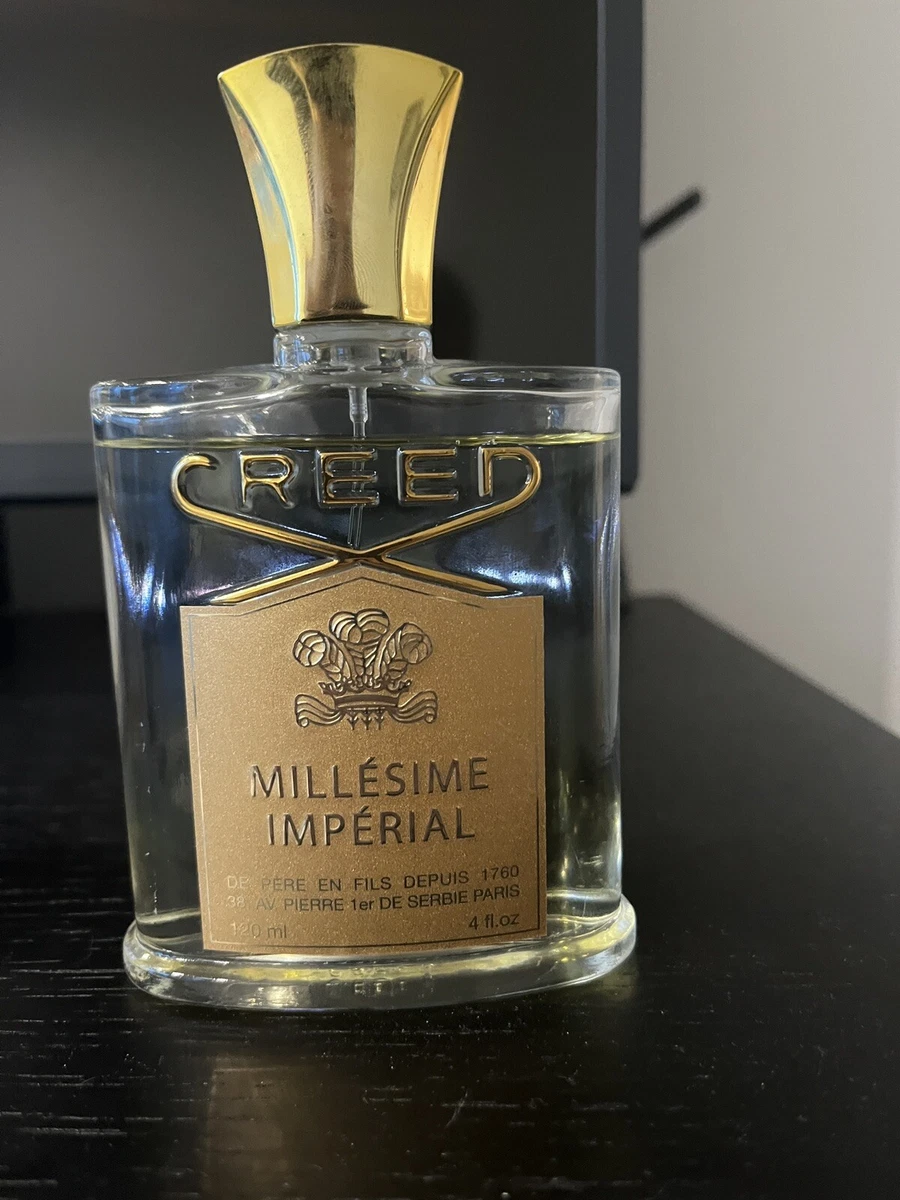 CREED
MILLÉSIME
IMPÉRIAL
DE PÈRE EN FILS DEPUIS 1760
38, AV. PIERRE 1er DE SERBIE PARIS
120 ml 4 fl.oz